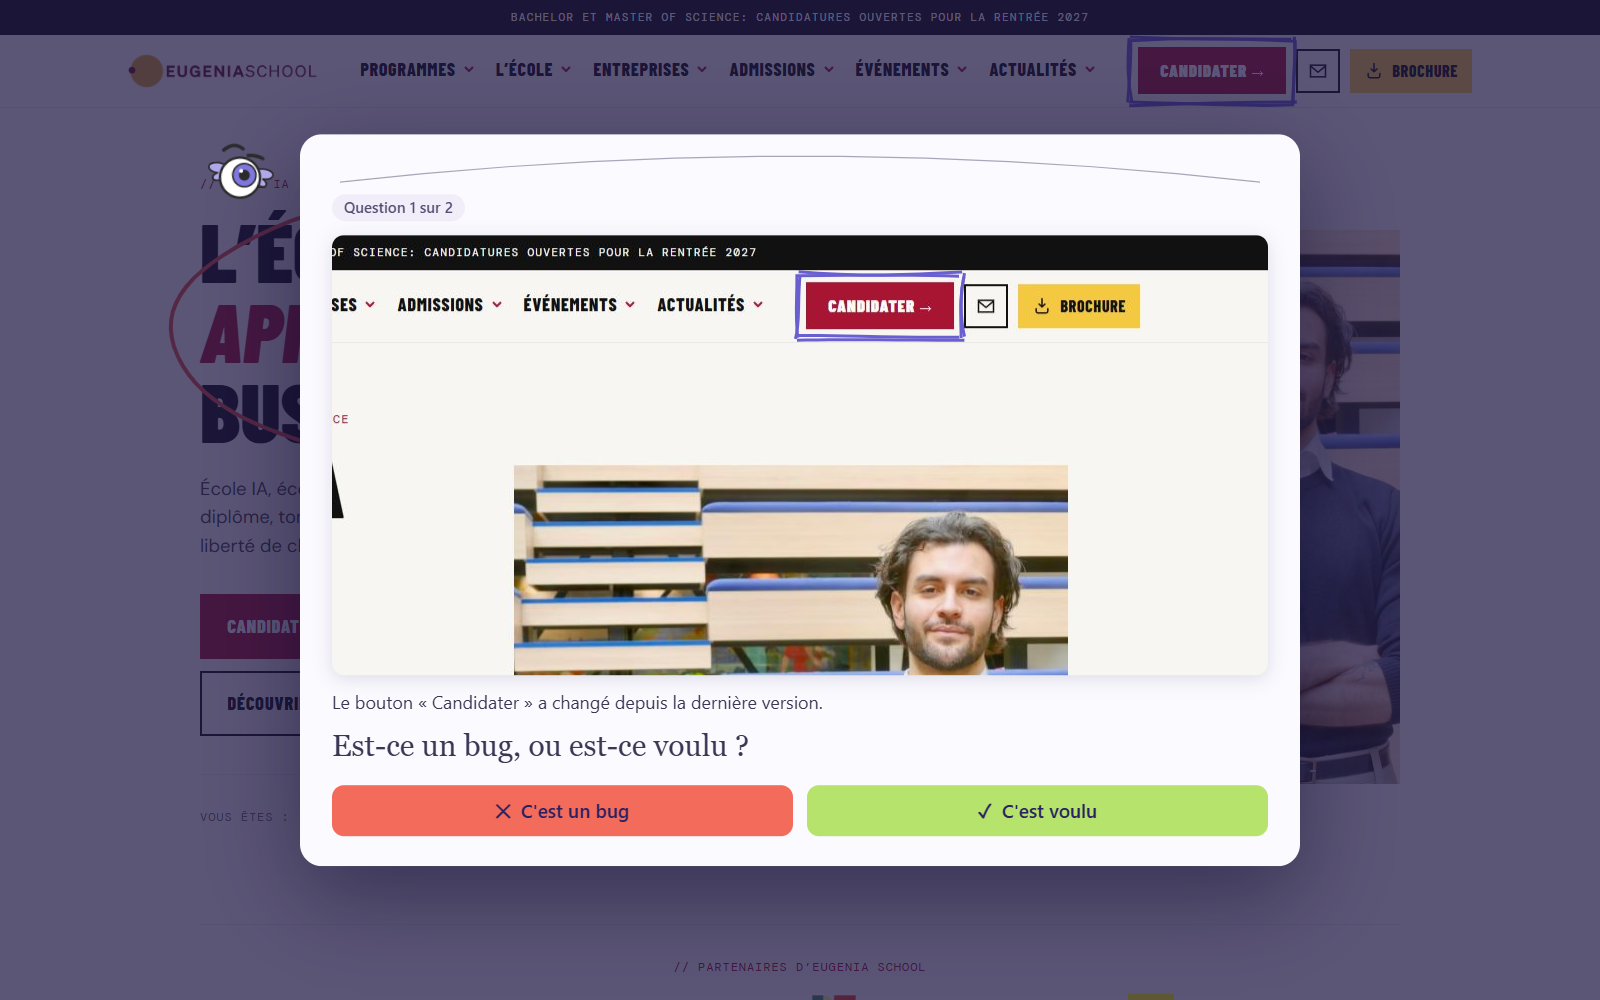 BACHELOR ET MASTER OF SCIENCE: CANDIDATURES OUVERTES POUR LA RENTRÉE 2027
EUGENIASCHOOL
PROGRAMMES
L'ÉCOLE
ENTREPRISES
ADMISSIONS
ÉVÉNEMENTS
ACTUALITÉS
CANDIDATER →
BROCHURE
// IA
L'É
AP
BUS
École IA, éc
diplôme, to
liberté de c
CANDIDAT
DÉCOUVRI
VOUS ÊTES :
Question 1 sur 2
OF SCIENCE: CANDIDATURES OUVERTES POUR LA RENTRÉE 2027
SES
ADMISSIONS
ÉVÉNEMENTS
ACTUALITÉS
CANDIDATER →
BROCHURE
CE
Le bouton « Candidater » a changé depuis la dernière version.
Est-ce un bug, ou est-ce voulu ?
C'est un bug
C'est voulu
// PARTENAIRES D'EUGENIA SCHOOL